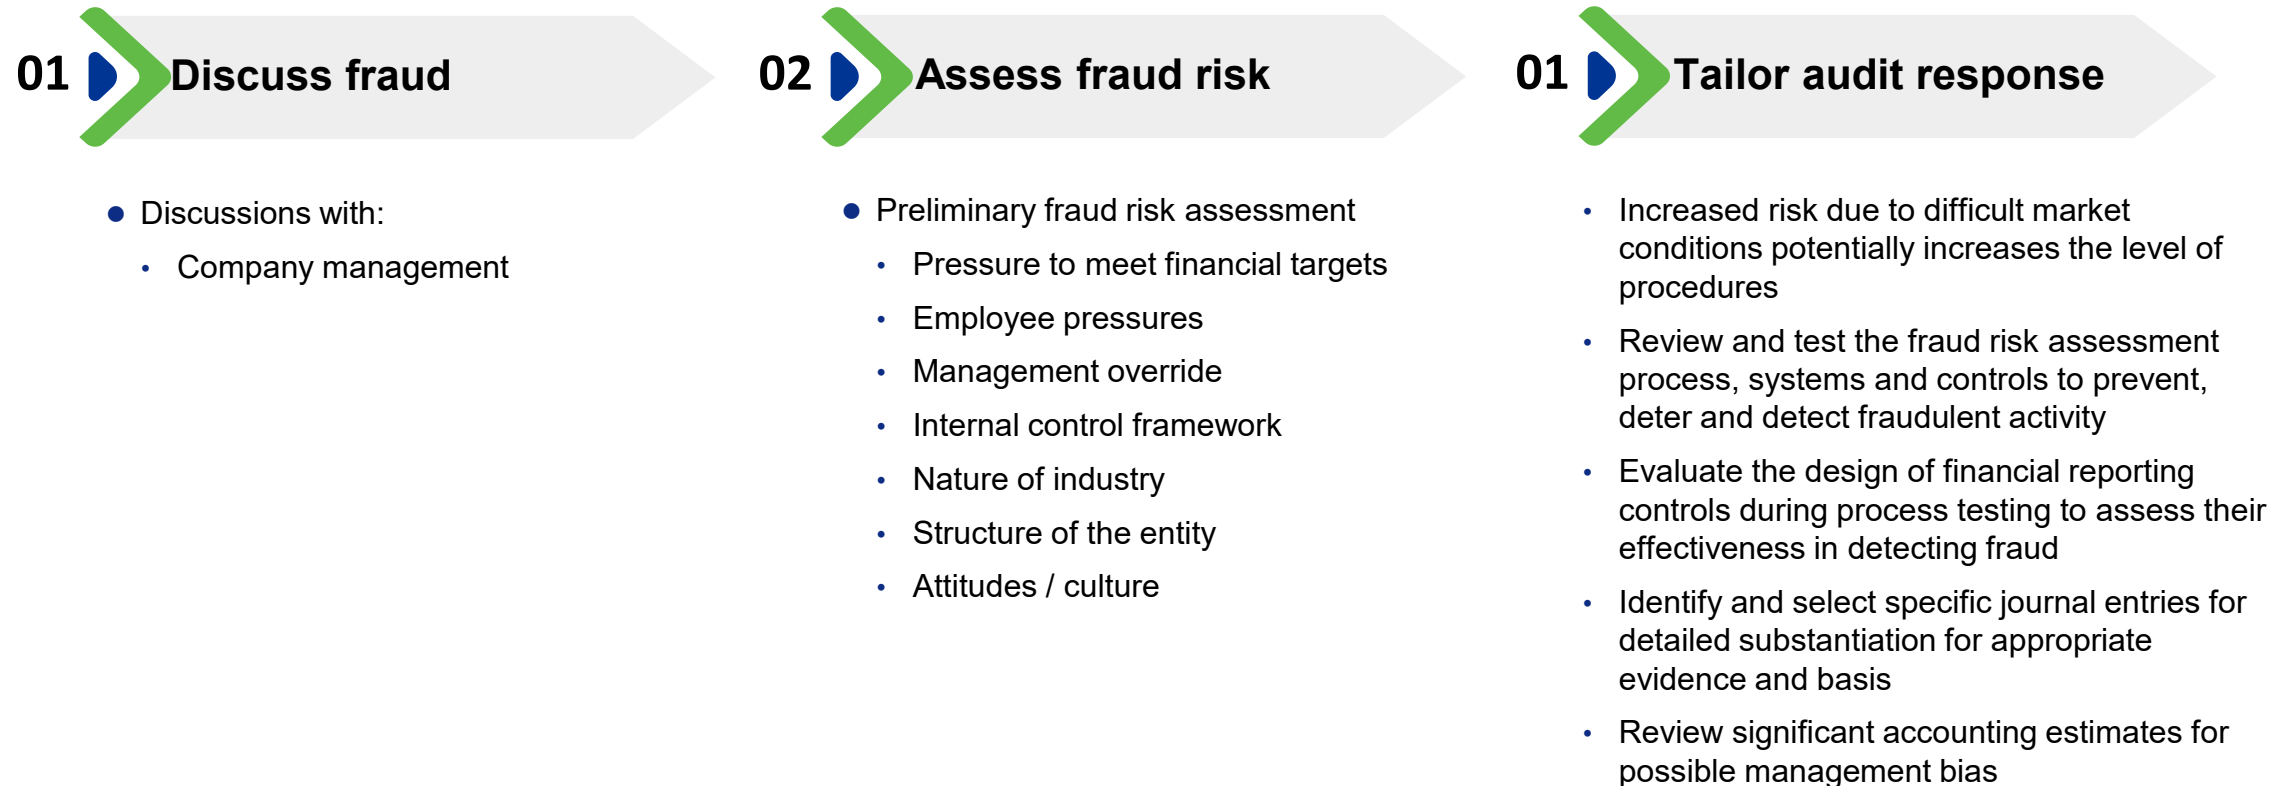 01 Discuss fraud
● Discussions with:
• Company management
02 Assess fraud risk
● Preliminary fraud risk assessment
• Pressure to meet financial targets
• Employee pressures
• Management override
• Internal control framework
• Nature of industry
• Structure of the entity
• Attitudes / culture
01 Tailor audit response
• Increased risk due to difficult market
conditions potentially increases the level of
procedures
• Review and test the fraud risk assessment
process, systems and controls to prevent,
deter and detect fraudulent activity
• Evaluate the design of financial reporting
controls during process testing to assess their
effectiveness in detecting fraud
• Identify and select specific journal entries for
detailed substantiation for appropriate
evidence and basis
• Review significant accounting estimates for
possible management bias